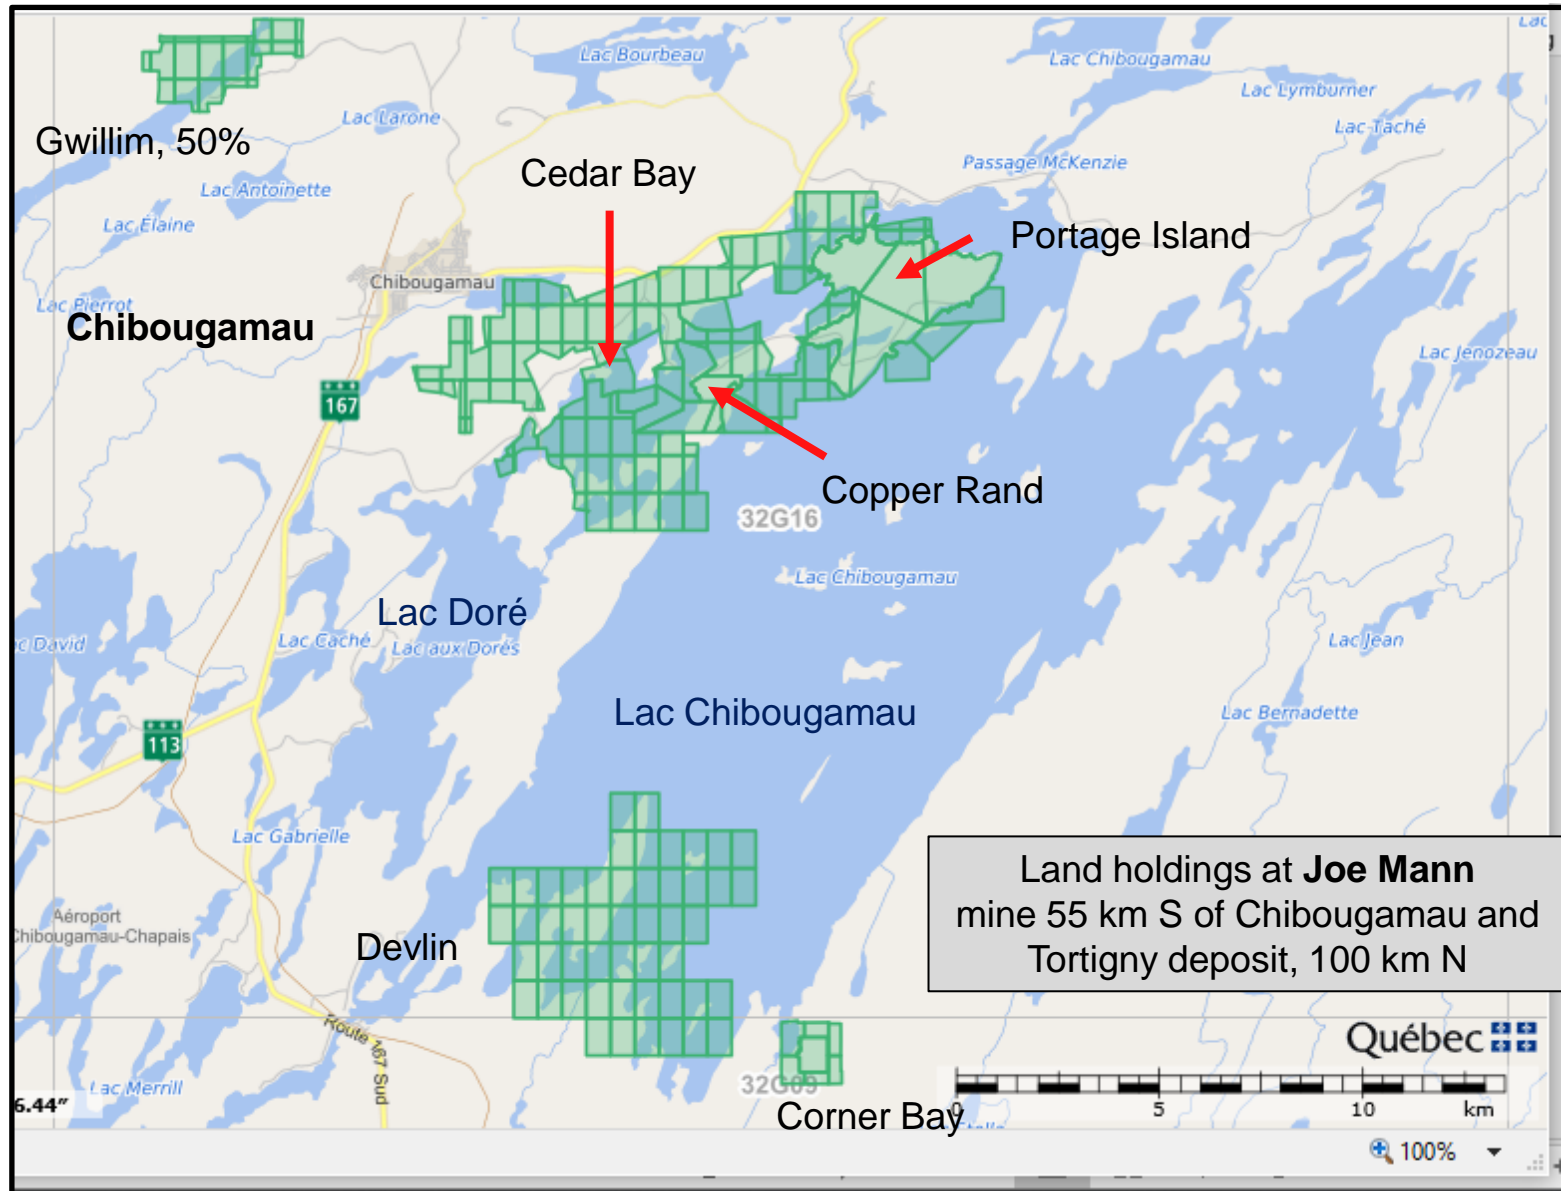 Lac Bourbeau
Lac Chibougamau
Lac Lymburner
Lac Larone
Lac Taché
Gwillim, 50%
Passage McKenzie
Cedar Bay
Lac Antoinette
Lac Élaine
Portage Island
Chibougamau
Lac Pierrot
Chibougamau
Lac Jenozeau
167
Copper Rand
32G16
Lac Chibougamau
Lac Doré
Lac David
Lac Caché
Lac aux Dorés
Lac Jean
Lac Chibougamau
Lac Bernadette
113
Lac Gabrielle
Land holdings at Joe Mann
mine 55 km S of Chibougamau and
Tortigny deposit, 100 km N
Aéroport
Chibougamau-Chapais
Devlin
Route 167 Sud
Québec
Lac Merrill
32G09
6.44"
Corner Bay
0 5 10 km
100%